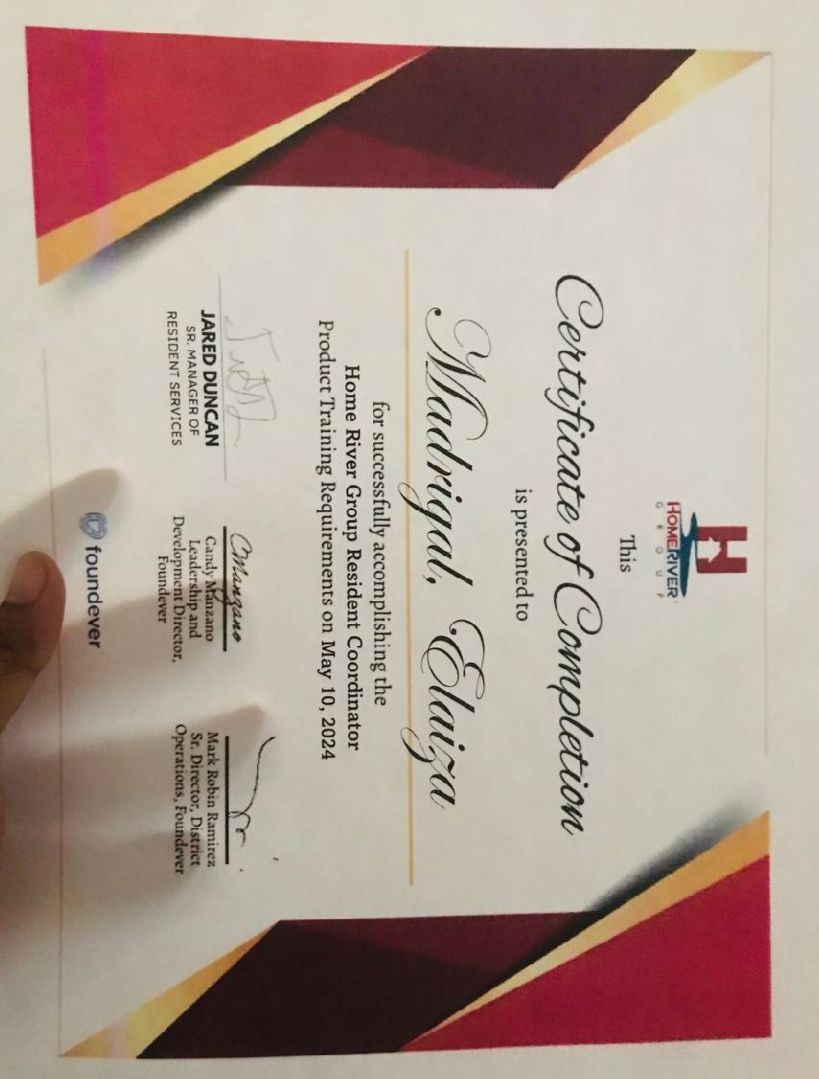 HOMERIVER
GROUP
This
Certificate of Completion
is presented to
Madrigal, Elaiza
for successfully accomplishing the
Home River Group Resident Coordinator
Product Training Requirements on May 10, 2024
JARED DUNCAN
SR. MANAGER OF
RESIDENT SERVICES
CManzano
Candy Manzano
Leadership and
Development Director,
Foundever
Mark Robin Ramirez
Sr. Director, District
Operations, Foundever
foundever